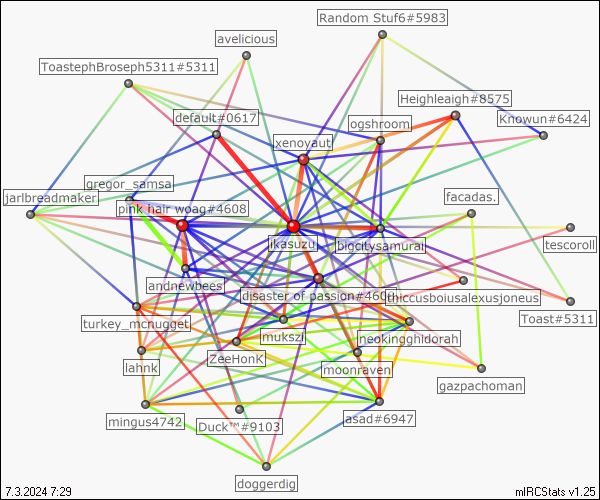 Random Stuf6#5983
avelicious
ToastephBroseph5311#5311
Heighleaigh#8575
default#0617
ogshroom
Knowun#6424
xenoyaut
gregor_samsa
jarlbreadmaker
facadas.
pink hair woag#4608
ikasuzu
bigcitysamurai
tescoroll
andnewbees
disaster of passion#460
thiccusboiusalexusjoneus
turkey_mcnugget
Toast#5311
mukszi
neokingghidorah
lahnk
ZeeHonK
moonraven
gazpachoman
mingus4742
Duck™#9103
asad#6947
doggerdig
7.3.2024 7:29
mIRCStats v1.25